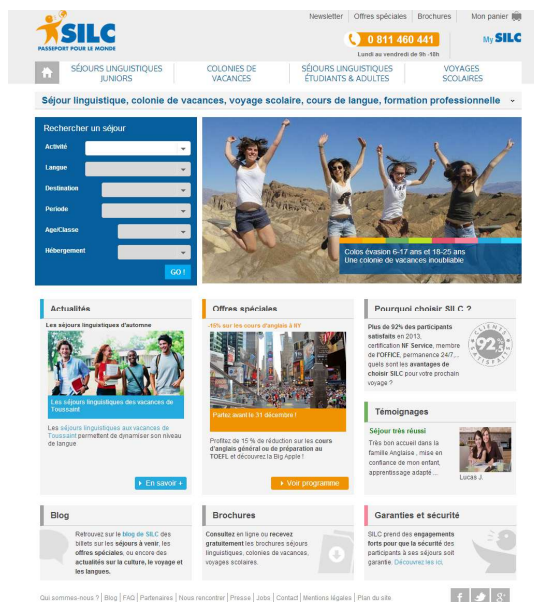 Newsletter
Offres spéciales
Brochures
Mon panier
SILC
PASSEPORT POUR LE MONDE
0 811 460 441
Lundi au vendredi de 9h -18h
My SILC
SÉJOURS LINGUISTIQUES
JUNIORS
COLONIES DE
VACANCES
SÉJOURS LINGUISTIQUES
ÉTUDIANTS & ADULTES
VOYAGES
SCOLAIRES
Séjour linguistique, colonie de vacances, voyage scolaire, cours de langue, formation professionnelle
Rechercher un séjour
Activité
Langue
Destination
Periode
Age/Classe
Hébergement
GO !
Colos évasion 6-17 ans et 18-25 ans
Une colonie de vacances inoubliable
Actualités
Les séjours linguistiques d'automne
Les séjours linguistiques des vacances de
Toussaint
Les séjours linguistiques aux vacances de
Toussaint permettent de dynamiser son niveau
de langue
En savoir +
Offres spéciales
-15% sur les cours d'anglais à NY
Partez avant le 31 décembre !
Profitez de 15 % de réduction sur les cours
d'anglais général ou de préparation au
TOEFL et découvrez la Big Apple !
Voir programme
Pourquoi choisir SILC ?
Plus de 92% des participants
satisfaits en 2013,
certification NF Service, membre
de l'OFFICE, permanence 24/7,...
quels sont les avantages de
choisir SILC pour votre prochain
voyage ?
CLIENTS
92%
SATISFAITS
Témoignages
Séjour très réussi
Très bon accueil dans la
famille Anglaise , mise en
confiance de mon enfant,
apprentissage adapté ...
Lucas J.
Blog
Retrouvez sur le blog de SILC des
billets sur les séjours à venir, les
offres spéciales, ou encore des
actualités sur la culture, le voyage et
les langues.
Brochures
Consultez en ligne ou recevez
gratuitement les brochures séjours
linguistiques, colonies de vacances,
voyages scolaires.
Garanties et sécurité
SILC prend des engagements
forts pour que la sécurité des
participants à ses séjours soit
garantie. Découvrez les ici.
Qui sommes-nous ? | Blog | FAQ | Partenaires | Nous rencontrer | Presse | Jobs | Contact | Mentions légales | Plan du site